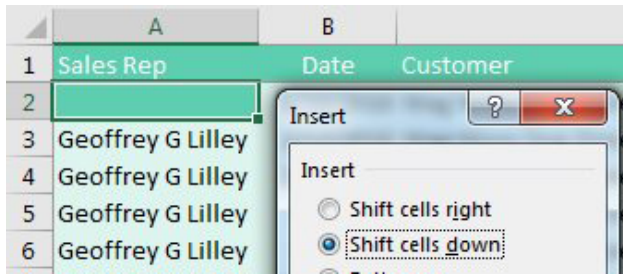 A B
1 Sales Rep Date Customer
2 Insert ?
3 Geoffrey G Lilley
4 Geoffrey G Lilley Insert
5 Geoffrey G Lilley Shift cells right
6 Geoffrey G Lilley Shift cells down